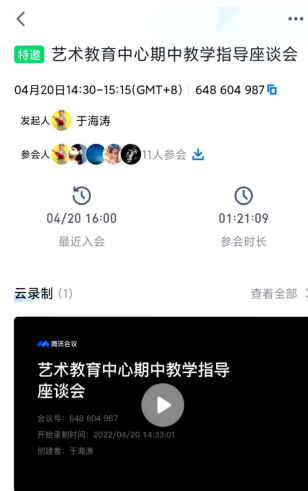 特邀 艺术教育中心期中教学指导座谈会
04月20日14:30-15:15(GMT+8) 648 604 987
发起人 于海涛
参会人 11人参会
04/20 16:00 01:21:09
最近入会 参会时长
云录制 (1) 查看全部
腾讯会议
艺术教育中心期中教学指导
座谈会
会议号：648 604 987
开始录制时间：2022/04/20 14:33:01
创建者：于海涛